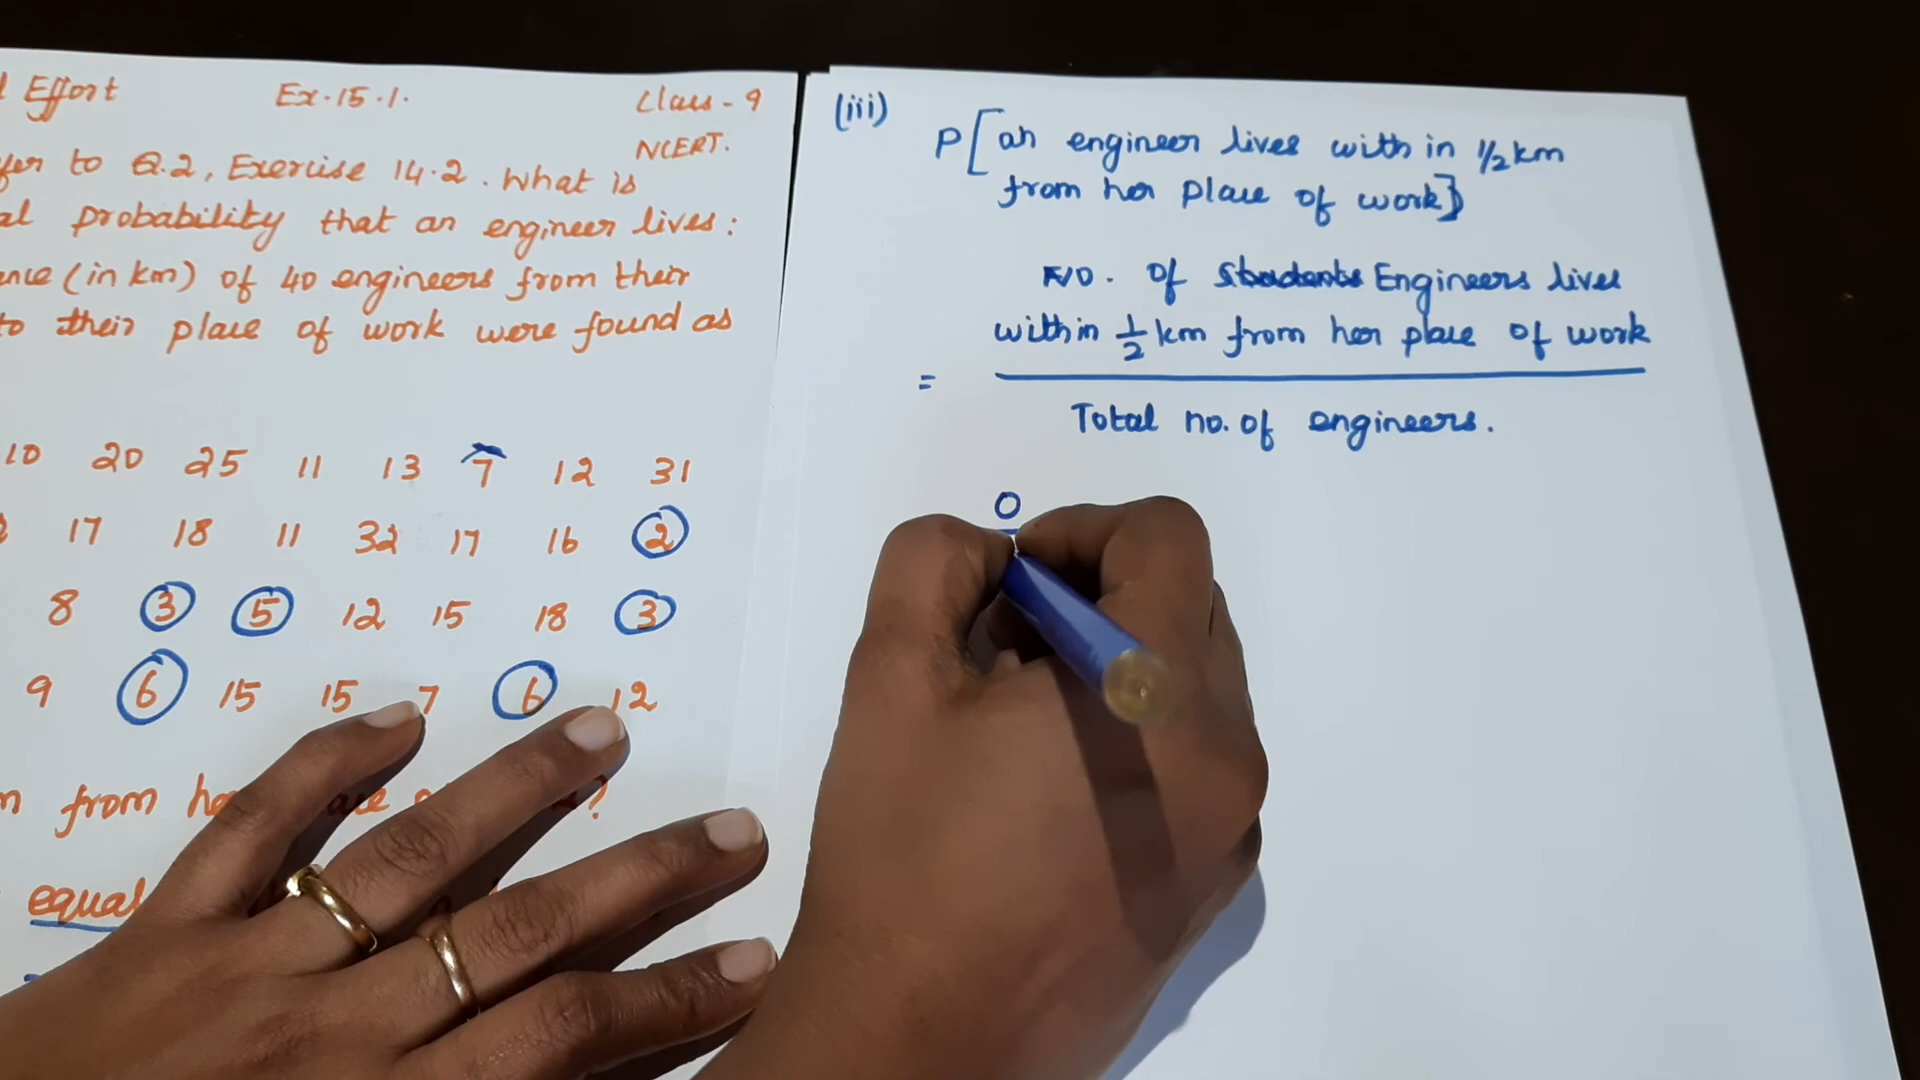 Effort Ex.15.1. Class-9
NCERT.
to Q.2, Exercise 14.2. What is
probability that an engineer lives:
(in km) of 40 engineers from their
to their place of work were found as
10 20 25 11 13 7 12 31
17 18 11 32 17 16 2
8 3 5 12 15 18 3
9 6 15 15 7 6 12
from
equal
(iii)
P[an engineer lives with in 1/2 km
from her place of work]
No. of Students Engineers lives
within 1/2 km from her place of work
=
Total no. of engineers.
0